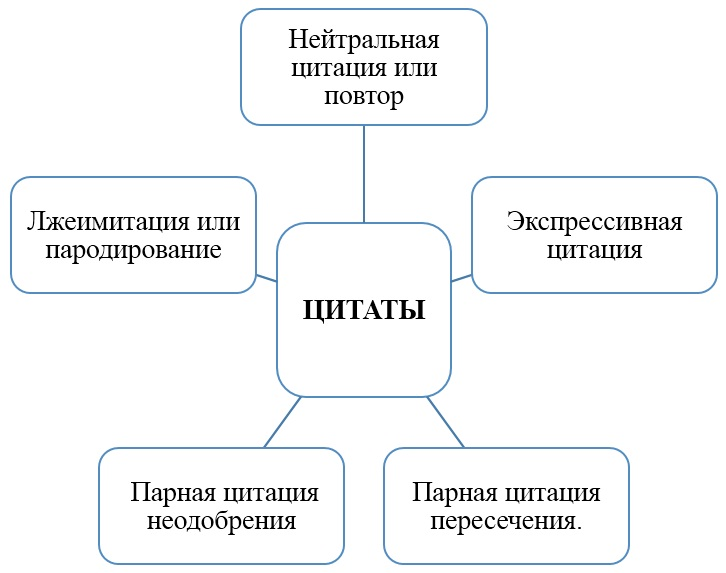 Нейтральная
цитация или
повтор
Лжеимитация или
пародирование
Экспрессивная
цитация
ЦИТАТЫ
Парная цитация
неодобрения
Парная цитация
пересечения.